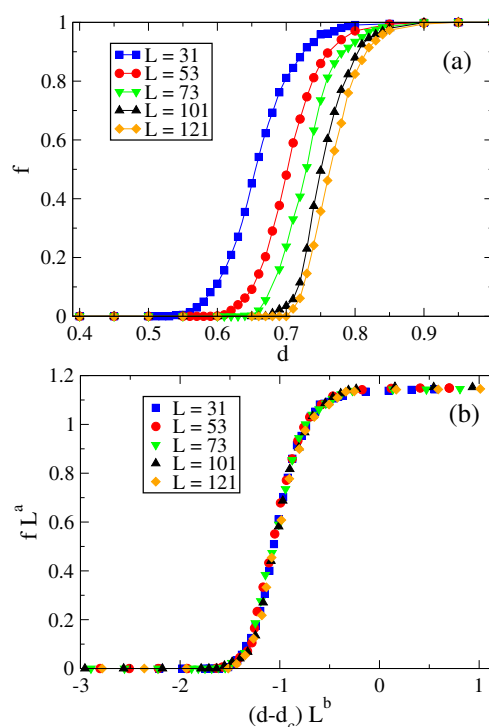 1
0.8
0.6
0.4
0.2
0
f
(a)
L = 31
L = 53
L = 73
L = 101
L = 121
0.4 0.5 0.6 0.7 0.8 0.9
d
1.2
1
0.8
0.6
0.4
0.2
0
f L^a
(b)
L = 31
L = 53
L = 73
L = 101
L = 121
-3 -2 -1 0 1
(d-d_c) L^b